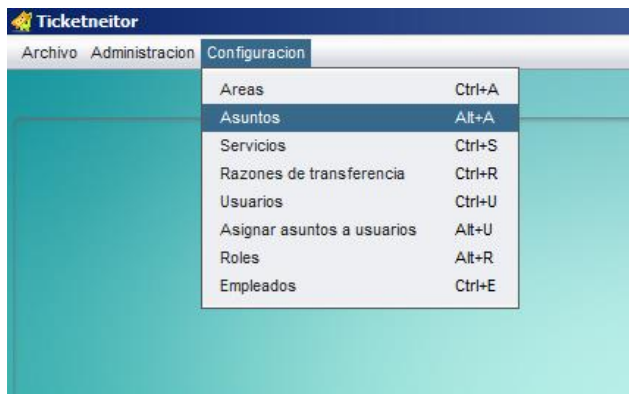 Ticketneitor
Archivo Administracion Configuracion
Areas Ctrl+A
Asuntos Alt+A
Servicios Ctrl+S
Razones de transferencia Ctrl+R
Usuarios Ctrl+U
Asignar asuntos a usuarios Alt+U
Roles Alt+R
Empleados Ctrl+E